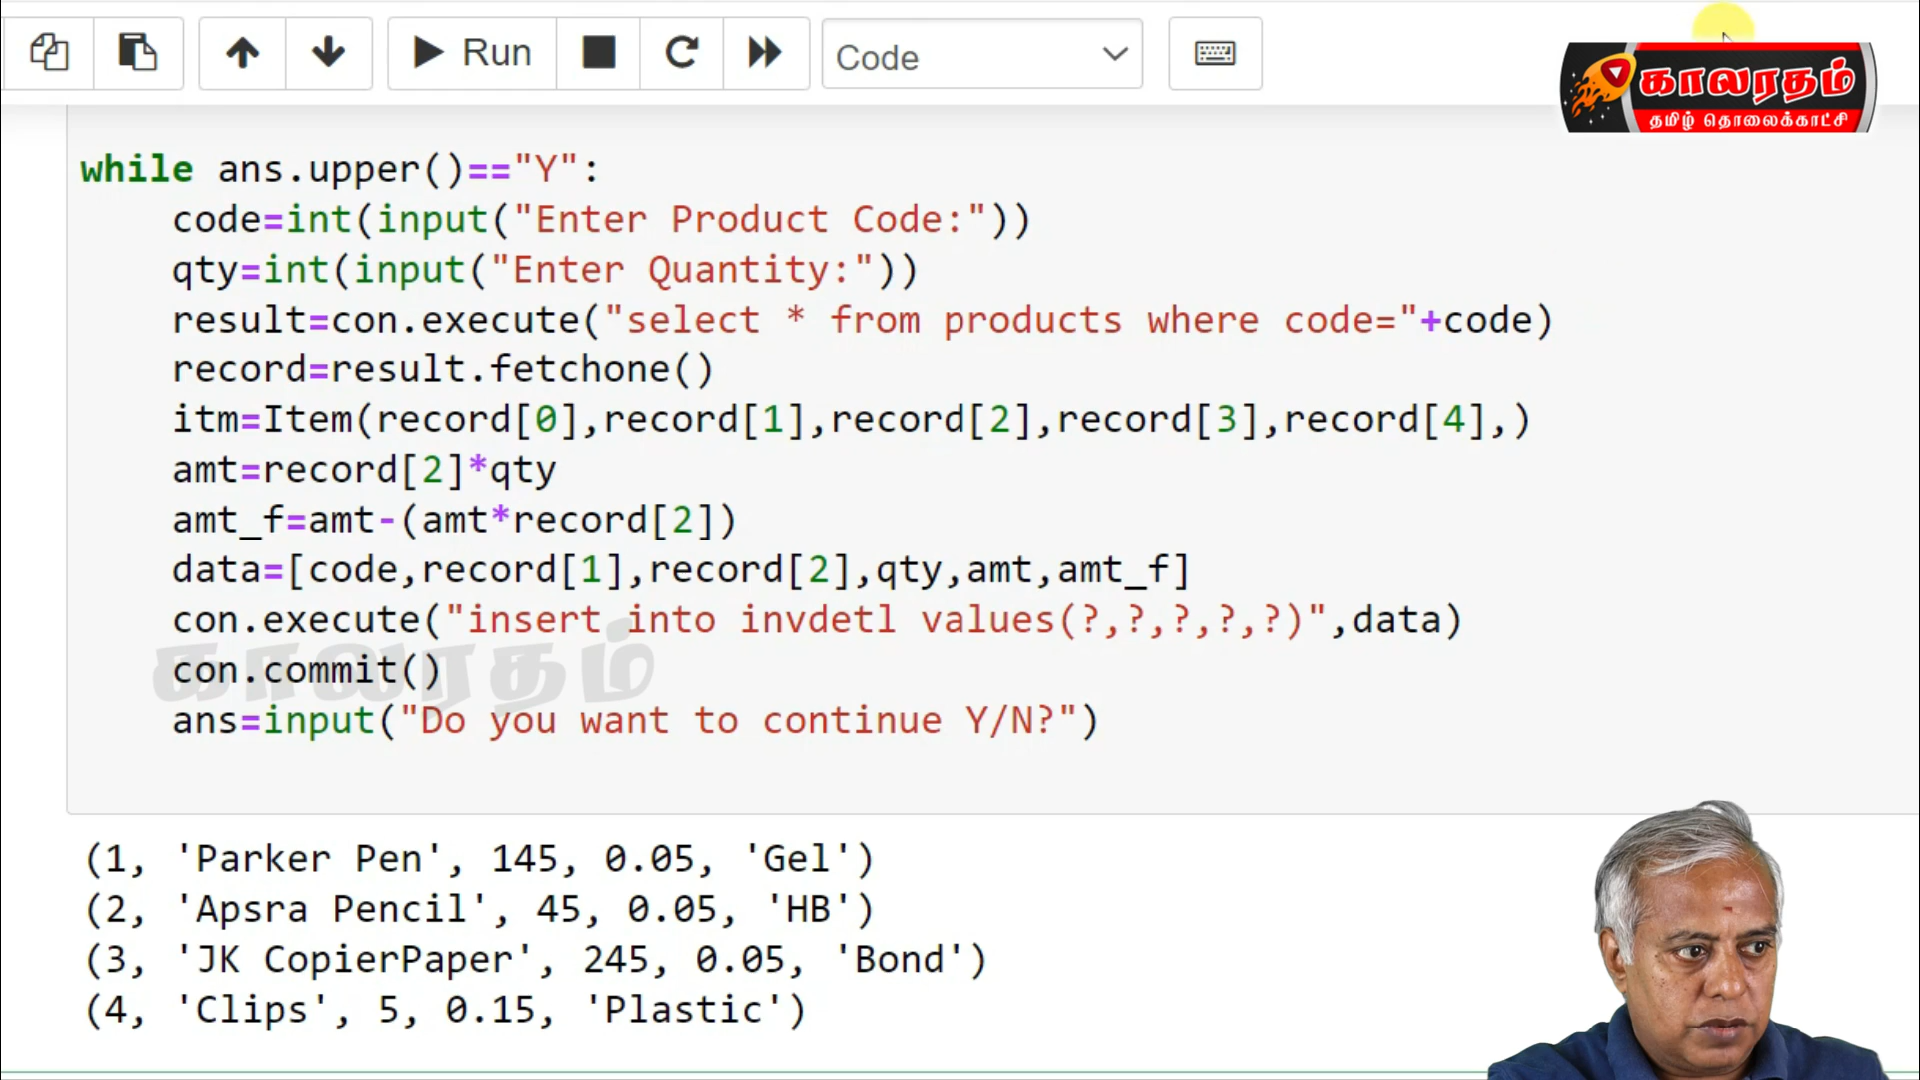 Run
Code
காலரதம்
தமிழ் தொலைக்காட்சி
while ans.upper()=="Y":
code=int(input("Enter Product Code:"))
qty=int(input("Enter Quantity:"))
result=con.execute("select * from products where code="+code)
record=result.fetchone()
itm=Item(record[0],record[1],record[2],record[3],record[4],)
amt=record[2]*qty
amt_f=amt-(amt*record[2])
data=[code,record[1],record[2],qty,amt,amt_f]
con.execute("insert into invdetl values(?,?,?,?,?)",data)
காலரதம்
con.commit()
ans=input("Do you want to continue Y/N?")
(1, 'Parker Pen', 145, 0.05, 'Gel')
(2, 'Apsra Pencil', 45, 0.05, 'HB')
(3, 'JK CopierPaper', 245, 0.05, 'Bond')
(4, 'Clips', 5, 0.15, 'Plastic')